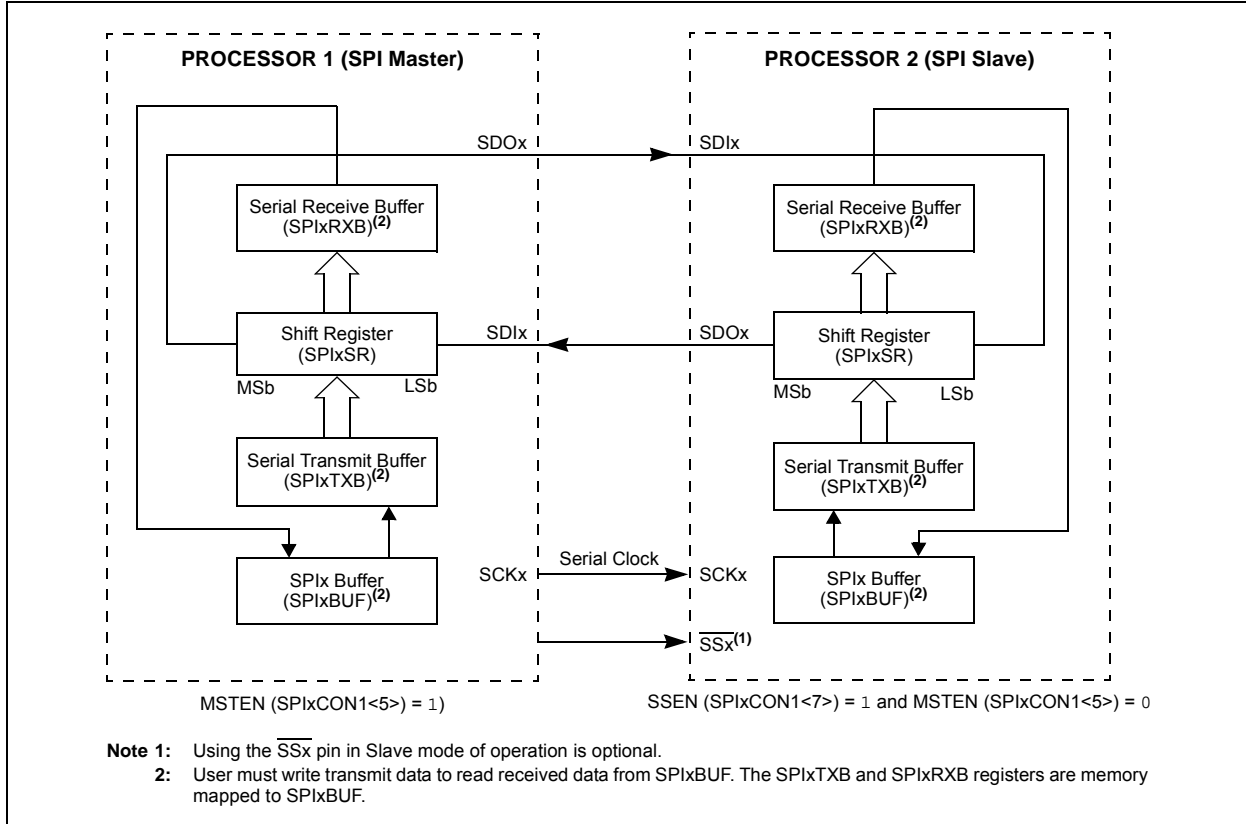 PROCESSOR 1 (SPI Master)
PROCESSOR 2 (SPI Slave)
SDOx
SDIx
Serial Receive Buffer
(SPIxRXB)(2)
Serial Receive Buffer
(SPIxRXB)(2)
Shift Register
(SPIxSR)
SDIx
SDOx
Shift Register
(SPIxSR)
MSb
LSb
MSb
LSb
Serial Transmit Buffer
(SPIxTXB)(2)
Serial Transmit Buffer
(SPIxTXB)(2)
SPIx Buffer
(SPIxBUF)(2)
SCKx
Serial Clock
SCKx
SPIx Buffer
(SPIxBUF)(2)
SSx(1)
MSTEN (SPIxCON1<5>) = 1)
SSEN (SPIxCON1<7>) = 1 and MSTEN (SPIxCON1<5>) = 0
Note 1: Using the SSx pin in Slave mode of operation is optional.
2: User must write transmit data to read received data from SPIxBUF. The SPIxTXB and SPIxRXB registers are memory
mapped to SPIxBUF.